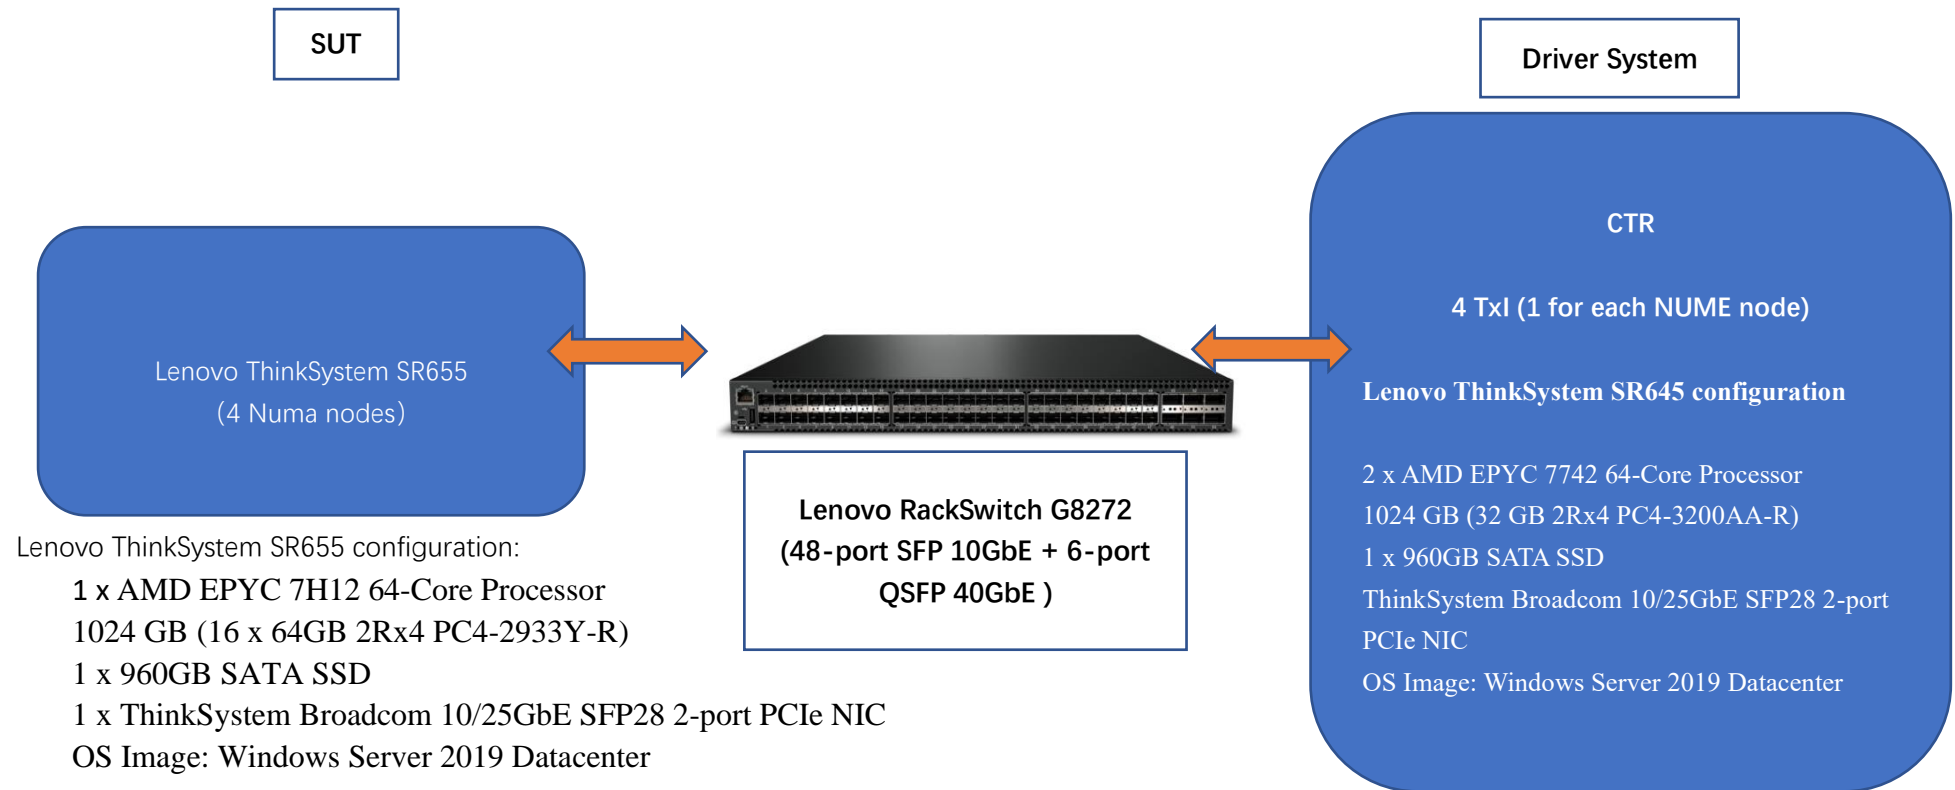 SUT
Driver System
Lenovo ThinkSystem SR655
(4 Numa nodes)
Lenovo ThinkSystem SR655 configuration:
1 x AMD EPYC 7H12 64-Core Processor
1024 GB (16 x 64GB 2Rx4 PC4-2933Y-R)
1 x 960GB SATA SSD
1 x ThinkSystem Broadcom 10/25GbE SFP28 2-port PCIe NIC
OS Image: Windows Server 2019 Datacenter
Lenovo RackSwitch G8272
(48-port SFP 10GbE + 6-port
QSFP 40GbE )
CTR
4 TxI (1 for each NUME node)
Lenovo ThinkSystem SR645 configuration
2 x AMD EPYC 7742 64-Core Processor
1024 GB (32 GB 2Rx4 PC4-3200AA-R)
1 x 960GB SATA SSD
ThinkSystem Broadcom 10/25GbE SFP28 2-port
PCIe NIC
OS Image: Windows Server 2019 Datacenter